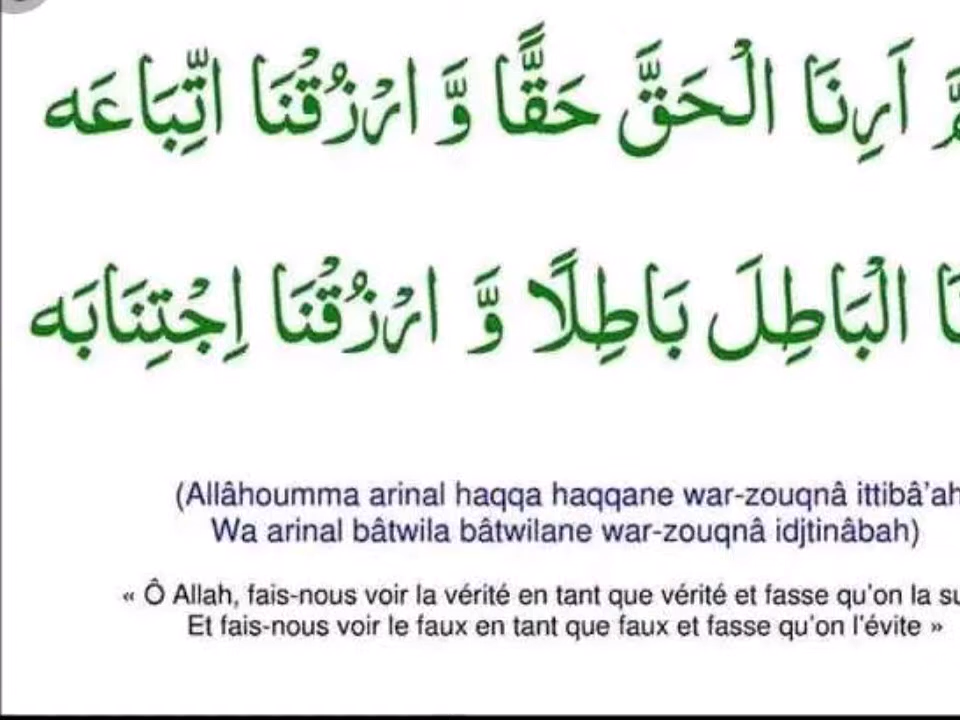 اَرِنَا الْحَقَّ حَقًّا وَّ ارْزُقْنَا اتِّبَاعَه
الْبَاطِلَ بَاطِلًا وَّ ارْزُقْنَا اِجْتِنَابَه
(Allâhoumma arinal haqqa haqqane war-zouqnâ ittibâ'ah
Wa arinal bâtwila bâtwilane war-zouqnâ idjtinâbah)
« Ô Allah, fais-nous voir la vérité en tant que vérité et fasse qu'on la
Et fais-nous voir le faux en tant que faux et fasse qu'on l'évite »